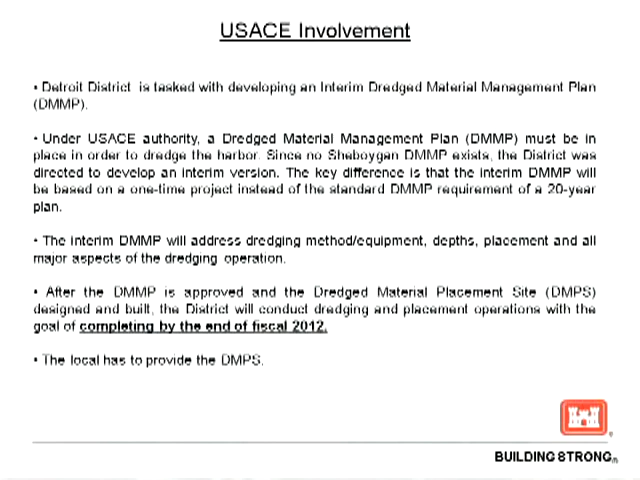 USACE Involvement
• Detroit District is tasked with developing an Interim Dredged Material Management Plan
(DMMP).
• Under USACE authority, a Dredged Material Management Plan (DMMP) must be in
place in order to dredge the harbor. Since no Sheboygan DMMP exists, the District was
directed to develop an interim version. The key difference is that the interim DMMP will
be based on a one-time project instead of the standard DMMP requirement of a 20-year
plan.
• The interim DMMP will address dredging method/equipment, depths, placement and all
major aspects of the dredging operation.
• After the DMMP is approved and the Dredged Material Placement Site (DMPS)
designed and built, the District will conduct dredging and placement operations with the
goal of completing by the end of fiscal 2012.
• The local has to provide the DMPS.
®
BUILDING STRONG®